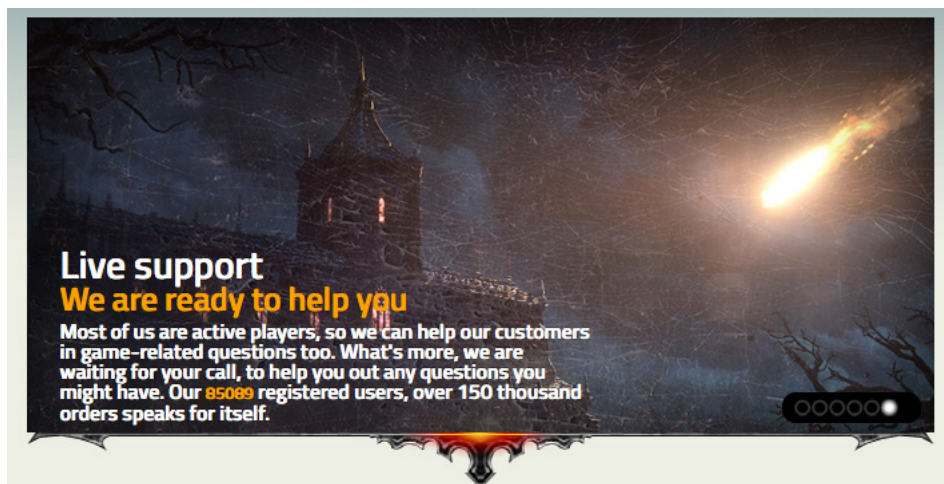 Live support
We are ready to help you
Most of us are active players, so we can help our customers
in game-related questions too. What's more, we are
waiting for your call, to help you out any questions you
might have. Our 85089 registered users, over 150 thousand
orders speaks for itself.